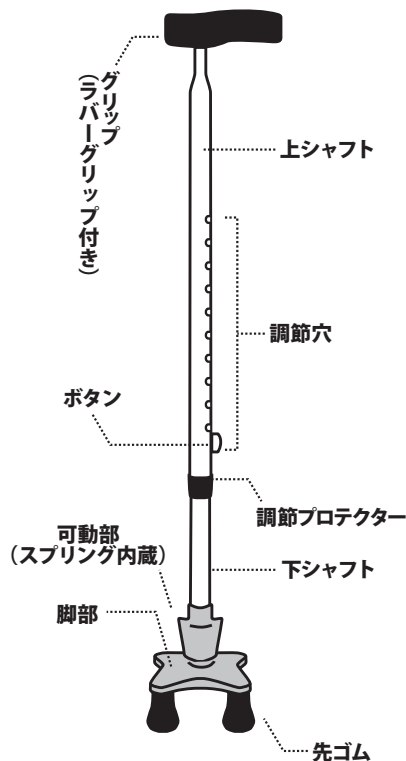 グリップ
（ラバーグリップ付き）
上シャフト
調節穴
ボタン
調節プロテクター
可動部
（スプリング内蔵）
下シャフト
脚部
先ゴム